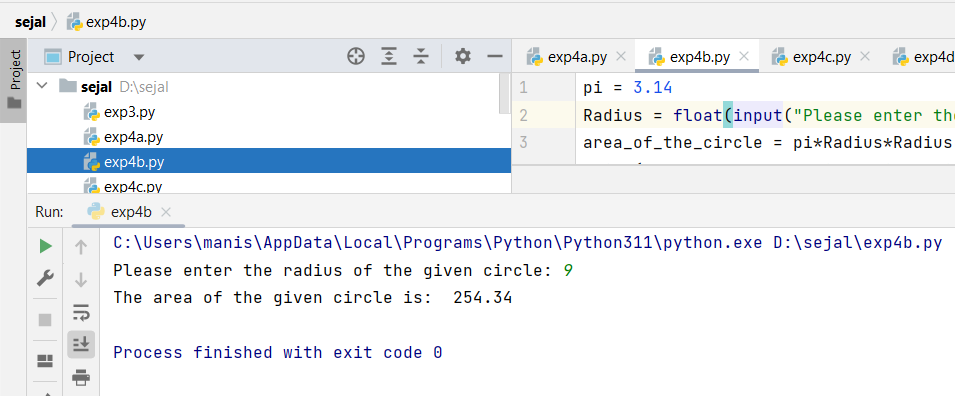 sejal exp4b.py
Project
Project
sejal D:\sejal
exp3.py
exp4a.py
exp4b.py
exp4c.py
exp4a.py exp4b.py exp4c.py exp4d
1 pi = 3.14
2 Radius = float(input("Please enter the
3 area_of_the_circle = pi*Radius*Radius
Run: exp4b
C:\Users\manis\AppData\Local\Programs\Python\Python311\python.exe D:\sejal\exp4b.py
Please enter the radius of the given circle: 9
The area of the given circle is:  254.34
Process finished with exit code 0